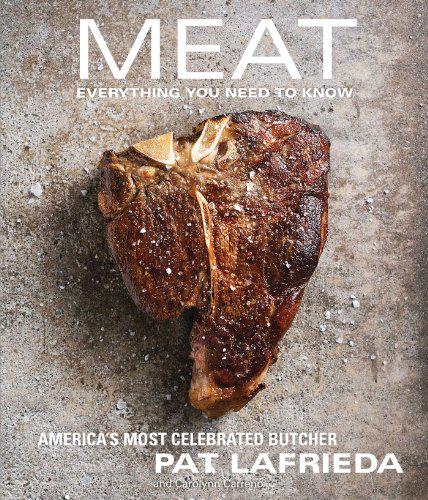 MEAT
EVERYTHING YOU NEED TO KNOW
AMERICA'S MOST CELEBRATED BUTCHER
PAT LAFRIEDA
and Carolynn Carreño